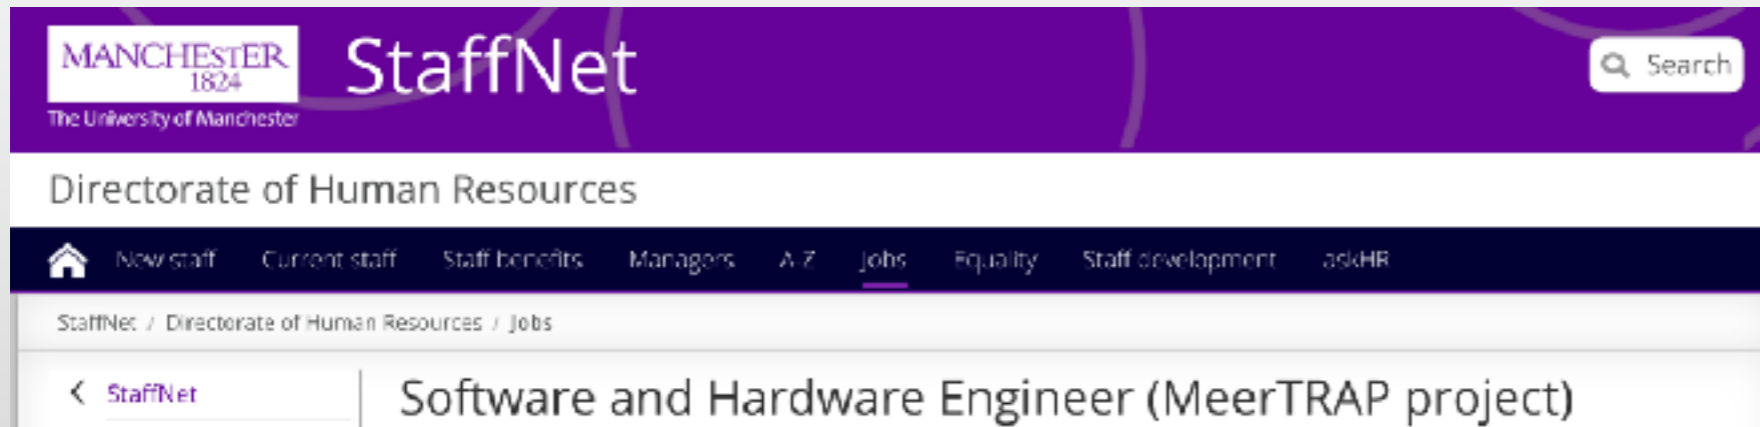 MANCHESTER
1824
The University of Manchester
StaffNet
Search
Directorate of Human Resources
New staff Current staff Staff benefits Managers A-Z Jobs Equality Staff development askHR
StaffNet / Directorate of Human Resources / Jobs
StaffNet
Software and Hardware Engineer (MeerTRAP project)